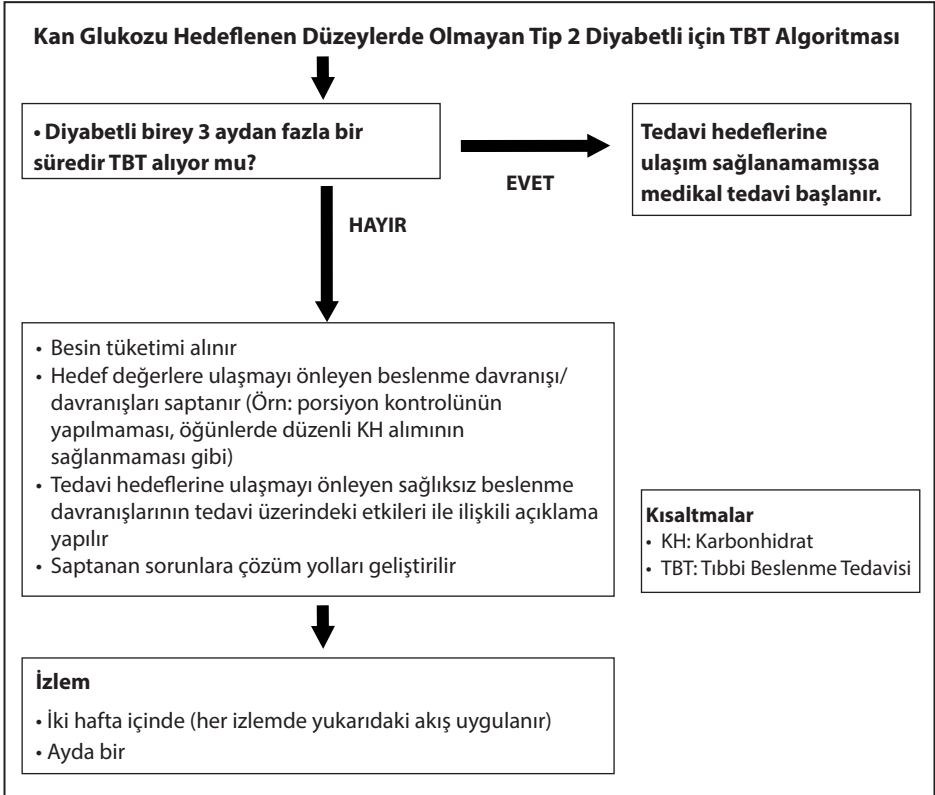 Kan Glukozu Hedeflenen Düzeylerde Olmayan Tip 2 Diyabetli için TBT Algoritması
• Diyabetli birey 3 aydan fazla bir
süredir TBT alıyor mu?
EVET
Tedavi hedeflerine
ulaşım sağlanamamışsa
medikal tedavi başlanır.
HAYIR
• Besin tüketimi alınır
• Hedef değerlere ulaşmayı önleyen beslenme davranışı/
davranışları saptanır (Örn: porsiyon kontrolünün
yapılmaması, öğünlerde düzenli KH alımının
sağlanmaması gibi)
• Tedavi hedeflerine ulaşmayı önleyen sağlıksız beslenme
davranışlarının tedavi üzerindeki etkileri ile ilişkili açıklama
yapılır
• Saptanan sorunlara çözüm yolları geliştirilir
Kısaltmalar
• KH: Karbonhidrat
• TBT: Tıbbi Beslenme Tedavisi
İzlem
• İki hafta içinde (her izlemde yukarıdaki akış uygulanır)
• Ayda bir